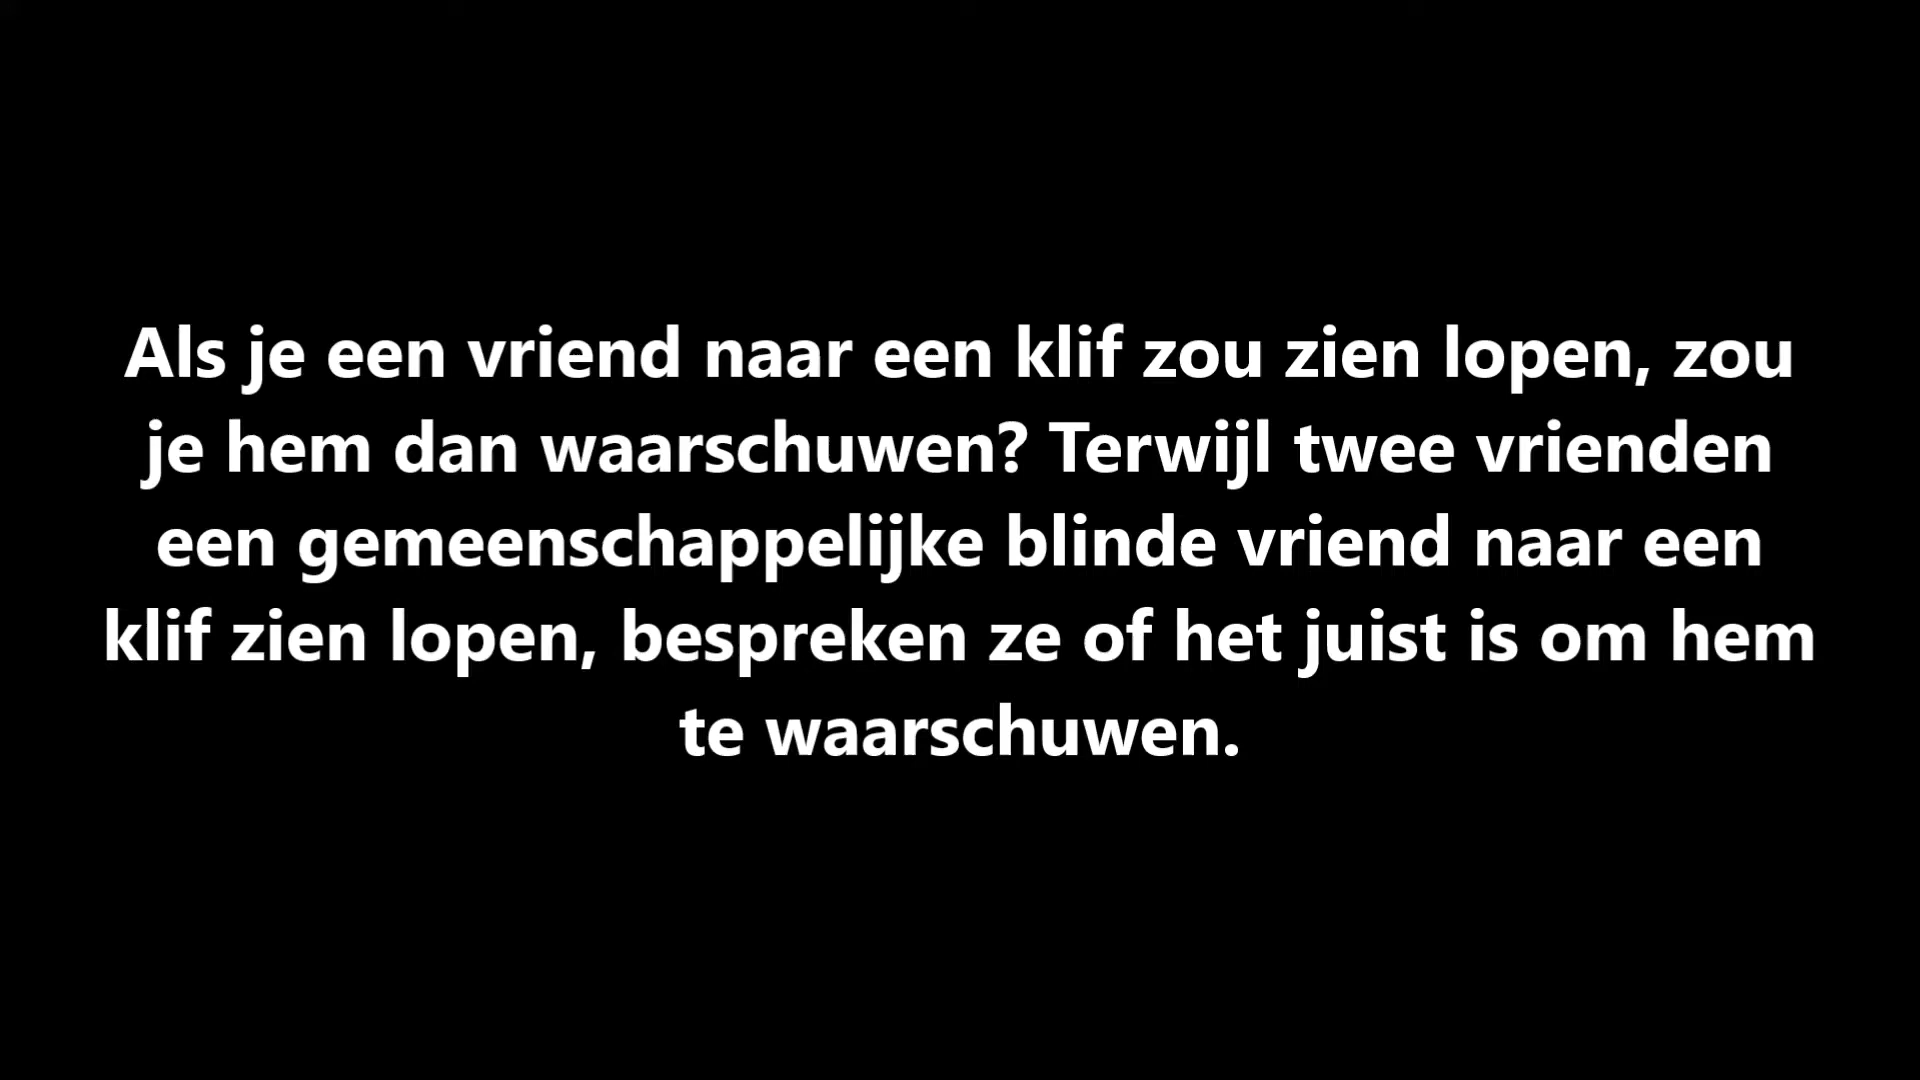 Als je een vriend naar een klif zou zien lopen, zou
je hem dan waarschuwen? Terwijl twee vrienden
een gemeenschappelijke blinde vriend naar een
klif zien lopen, bespreken ze of het juist is om hem
te waarschuwen.